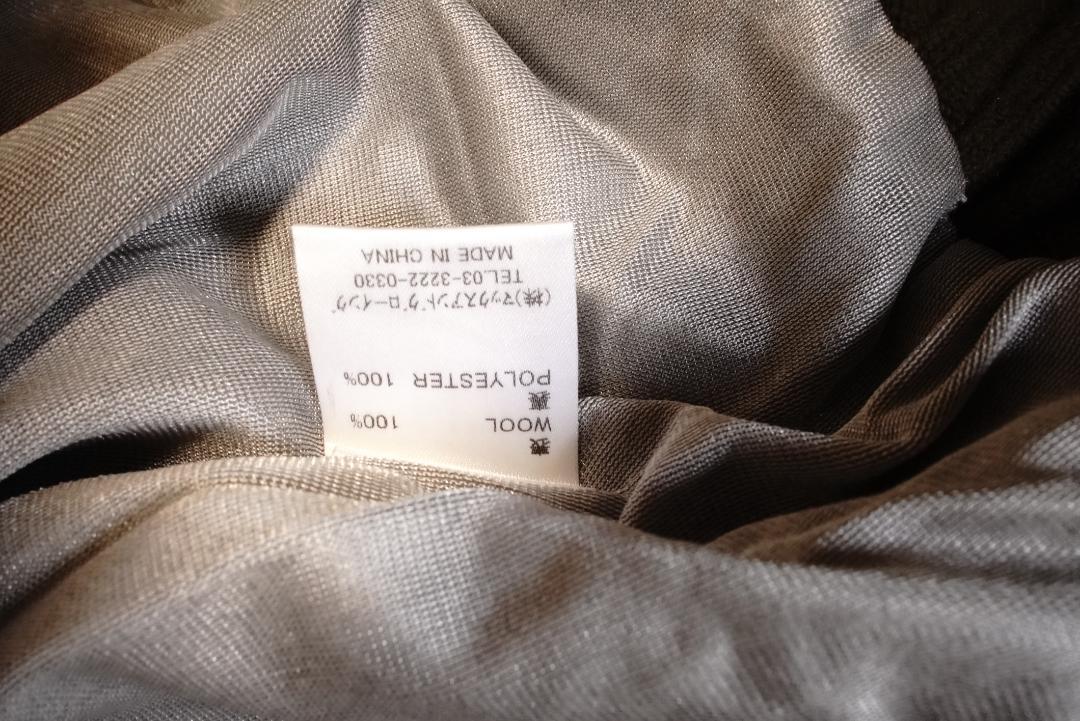 表
WOOL 100%
裏
POLYESTER 100%
(株)マックスアンドグローイング
TEL.03-3222-0330
MADE IN CHINA